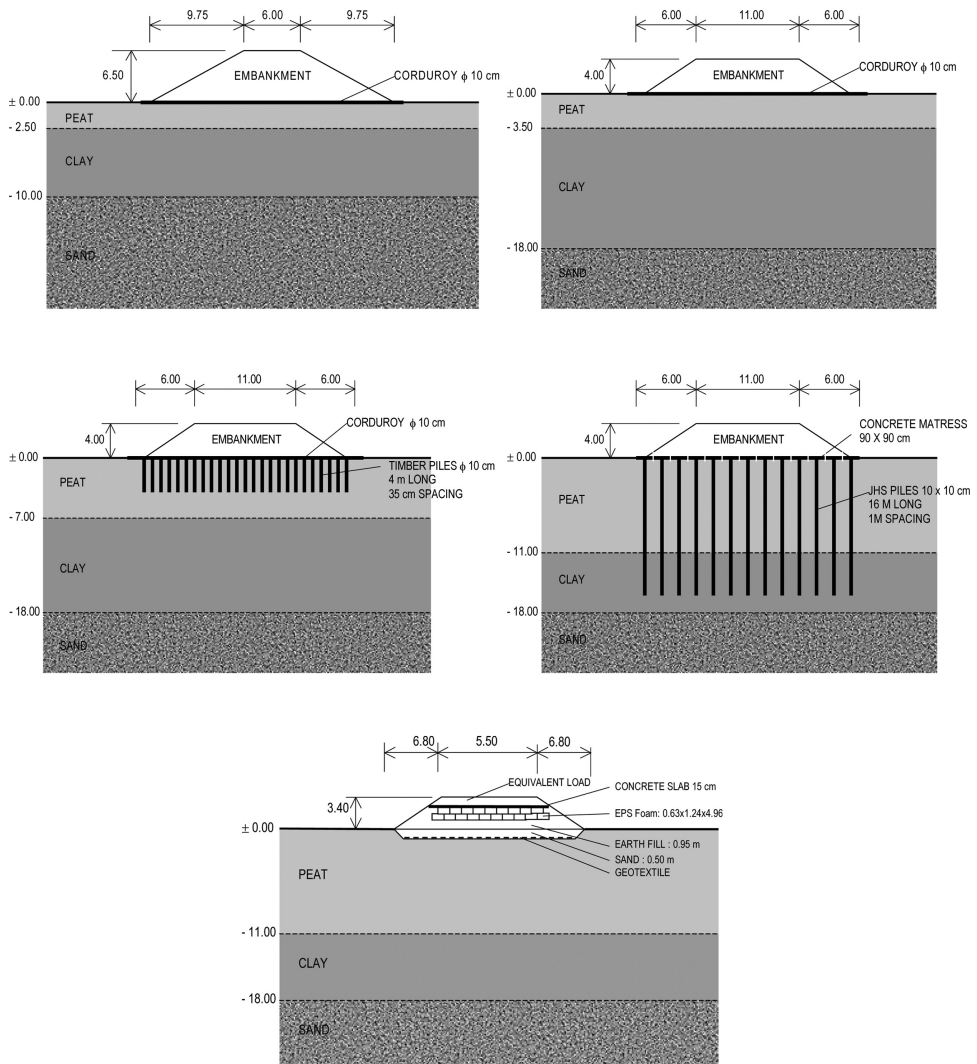 9.75 6.00 9.75
6.50
EMBANKMENT
CORDUROY ϕ 10 cm
± 0.00
PEAT
- 2.50
CLAY
- 10.00
SAND
6.00 11.00 6.00
4.00
EMBANKMENT
CORDUROY ϕ 10 cm
± 0.00
PEAT
- 3.50
CLAY
- 18.00
SAND
6.00 11.00 6.00
4.00
CORDUROY ϕ 10 cm
EMBANKMENT
± 0.00
TIMBER PILES ϕ 10 cm
4 m LONG
35 cm SPACING
PEAT
- 7.00
CLAY
- 18.00
SAND
6.00 11.00 6.00
4.00
CONCRETE MATRESS
90 X 90 cm
EMBANKMENT
± 0.00
PEAT
JHS PILES 10 x 10 cm
16 M LONG
1M SPACING
- 11.00
CLAY
- 18.00
SAND
6.80 5.50 6.80
EQUIVALENT LOAD
CONCRETE SLAB 15 cm
3.40
EPS Foam: 0.63x1.24x4.96
± 0.00
EARTH FILL : 0.95 m
SAND : 0.50 m
GEOTEXTILE
PEAT
- 11.00
CLAY
- 18.00
SAND